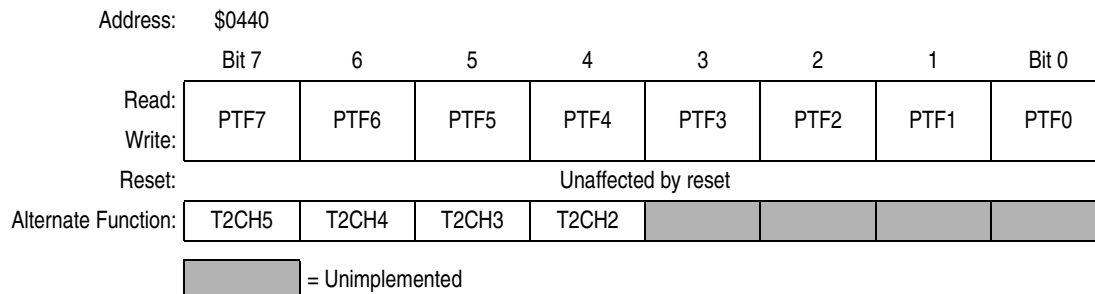 Address: $0440
Bit 7 6 5 4 3 2 1 Bit 0
Read:
PTF7 PTF6 PTF5 PTF4 PTF3 PTF2 PTF1 PTF0
Write:
Reset: Unaffected by reset
Alternate Function: T2CH5 T2CH4 T2CH3 T2CH2
= Unimplemented